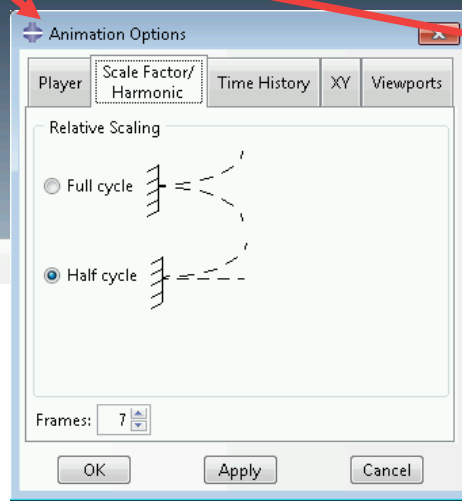 Animation Options
Player
Scale Factor/
Harmonic
Time History
XY
Viewports
Relative Scaling
Full cycle
Half cycle
Frames: 7
OK Apply Cancel